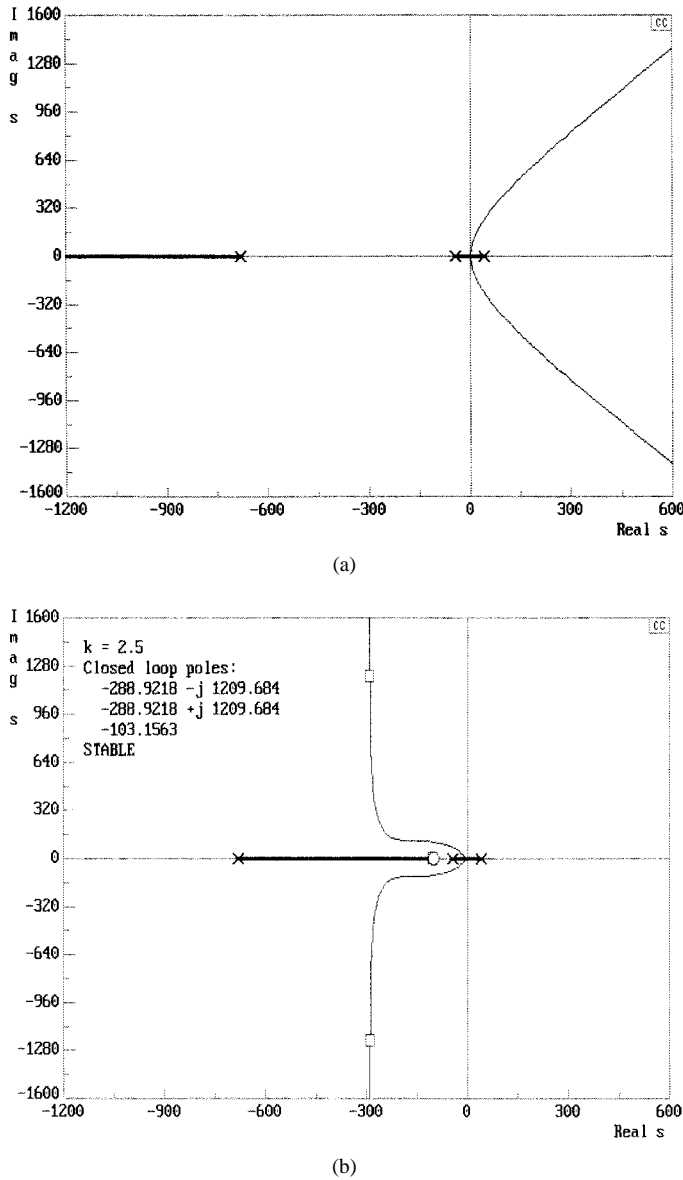 I 1600
m
a 1280
g
960
s
640
320
0
-320
-640
-960
-1280
-1600
-1200 -900 -600 -300 0 300 600
Real s
CC
(a)
I 1600
m
a 1280
g
960
s
640
320
0
-320
-640
-960
-1280
-1600
k = 2.5
Closed loop poles:
-288.9218 -j 1209.684
-288.9218 +j 1209.684
-103.1563
STABLE
CC
-1200 -900 -600 -300 0 300 600
Real s
(b)